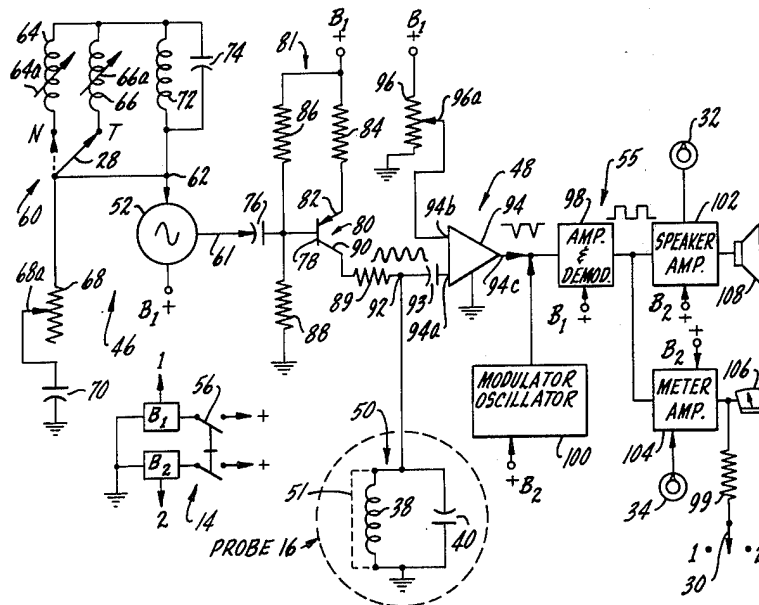 B1
+
B1
+
64
64a
66a
66
72
74
81
86
84
96
96a
32
N
T
28
62
60
52
61
76
82
80
78
90
48
94
94b
94a
94c
55
98
AMP.
&
DEMOD.
102
SPEAKER
AMP.
108
68a
68
B1 +
46
88
89
92
93
B1
+
B2
+
B2
+
70
1
56
B1
+
B2
+
2
14
50
51
38
40
PROBE 16
MODULATOR
OSCILLATOR
100
+
B2
METER
AMP.
106
104
34
99
1
2
30